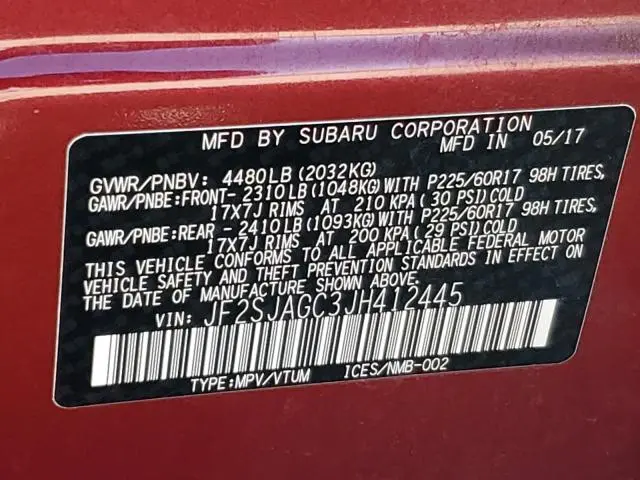 MFD BY SUBARU CORPORATION
MFD IN 05/17
GVWR/PNBV: 4480LB(2032KG)
GAWR/PNBE:FRONT- 2310LB(1048KG)WITH P225/60R17 98H TIRES,
17X7J RIMS AT 210 KPA(30 PSI)COLD
GAWR/PNBE:REAR - 2410LB(1093KG)WITH P225/60R17 98H TIRES,
17X7J RIMS AT 200 KPA(29 PSI)COLD
THIS VEHICLE CONFORMS TO ALL APPLICABLE FEDERAL MOTOR
VEHICLE SAFETY AND THEFT PREVENTION STANDARDS IN EFFECT ON
THE DATE OF MANUFACTURE SHOWN ABOVE.
VIN: JF2SJAGC3JH412445
TYPE:MPV/VTUM ICES/NMB-002